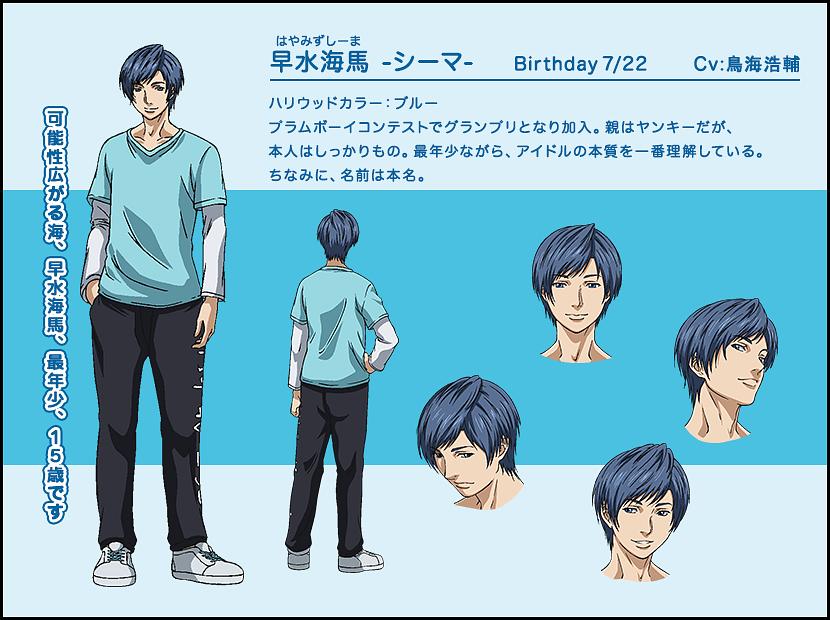 はやみずしーま
早水海馬 -シーマ- Birthday 7/22 Cv:鳥海浩輔
ハリウッドカラー：ブルー
プラムボーイコンテストでグランプリとなり加入。親はヤンキーだが、
本人はしっかりもの。最年少ながら、アイドルの本質を一番理解している。
ちなみに、名前は本名。
可能性広がる海、早水海馬、最年少、15歳です